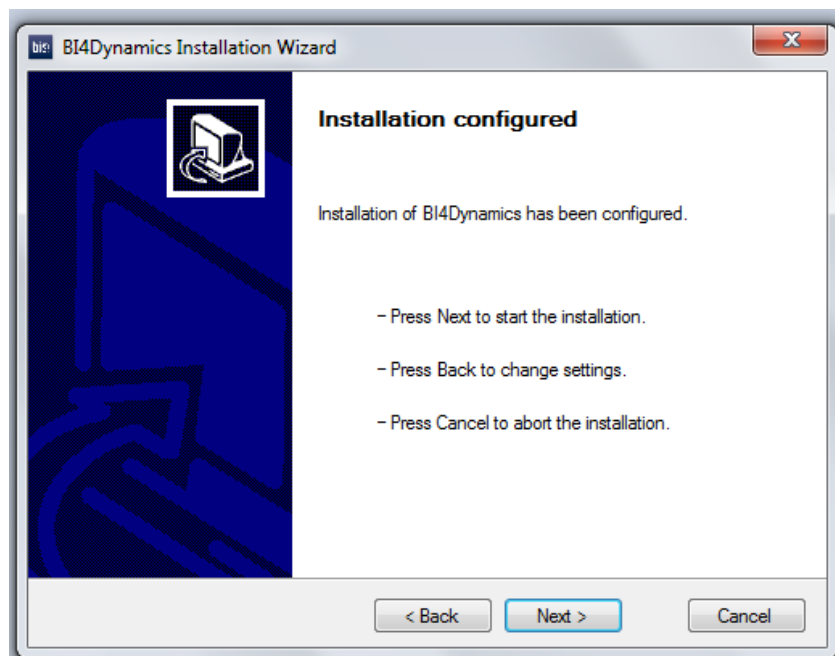 bi4 BI4Dynamics Installation Wizard
Installation configured
Installation of BI4Dynamics has been configured.
- Press Next to start the installation.
- Press Back to change settings.
- Press Cancel to abort the installation.
< Back Next > Cancel